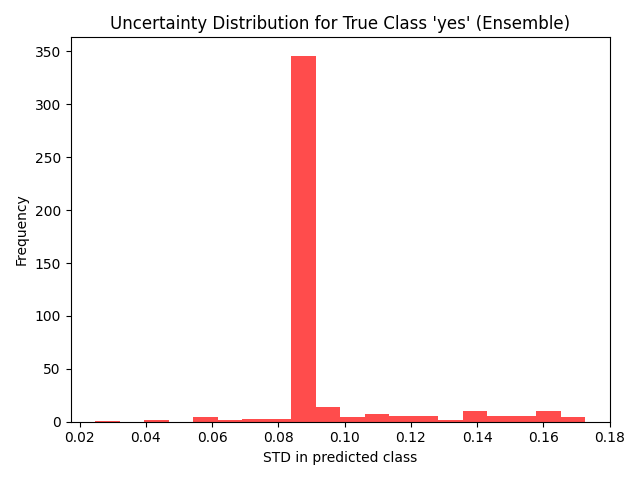 Uncertainty Distribution for True Class 'yes' (Ensemble)
350
300
250
200
150
100
50
0
Frequency
0.02 0.04 0.06 0.08 0.10 0.12 0.14 0.16 0.18
STD in predicted class